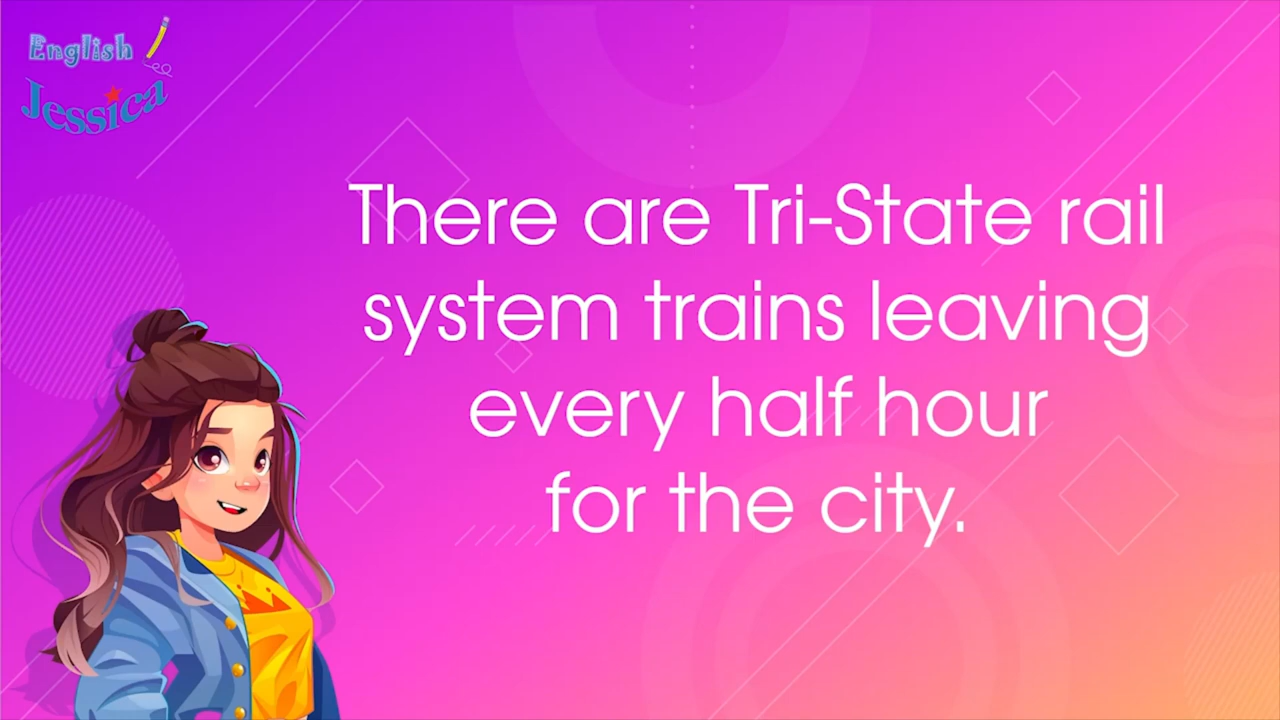 English
Jessica
There are Tri-State rail
system trains leaving
every half hour
for the city.